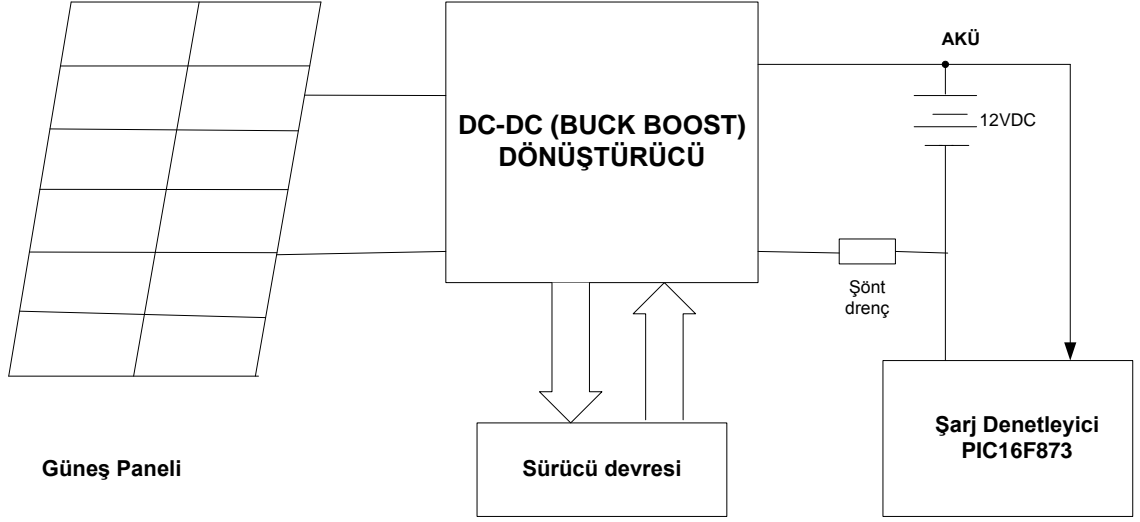 AKÜ
DC-DC (BUCK BOOST)
DÖNÜŞTÜRÜCÜ
12VDC
Şönt
drenç
Şarj Denetleyici
PIC16F873
Güneş Paneli
Sürücü devresi